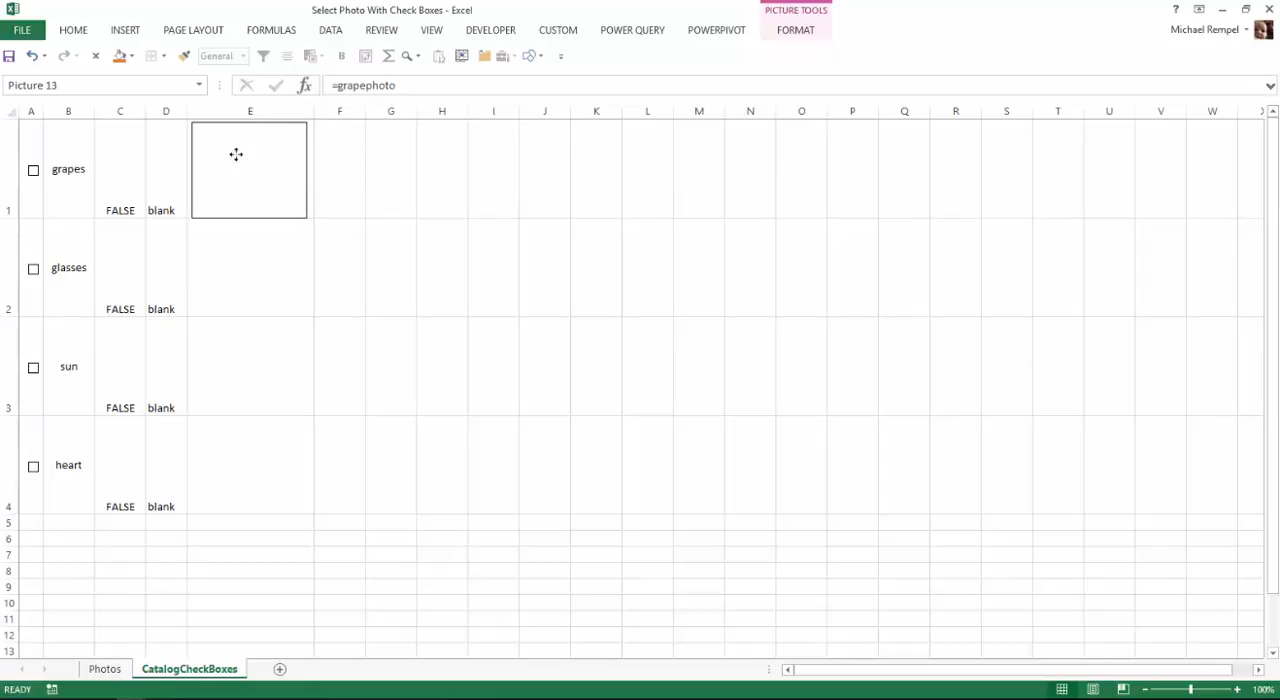 Select Photo With Check Boxes - Excel
PICTURE TOOLS
?
FILE HOME INSERT PAGE LAYOUT FORMULAS DATA REVIEW VIEW DEVELOPER CUSTOM POWER QUERY POWERPIVOT FORMAT Michael Rempel
General B
Picture 13 fx =grapephoto
A B C D E F G H I J K L M N O P Q R S T U V W
grapes
1 FALSE blank
glasses
2 FALSE blank
sun
3 FALSE blank
heart
4 FALSE blank
5
6
7
8
9
10
11
12
13
Photos CatalogCheckBoxes
READY 100%